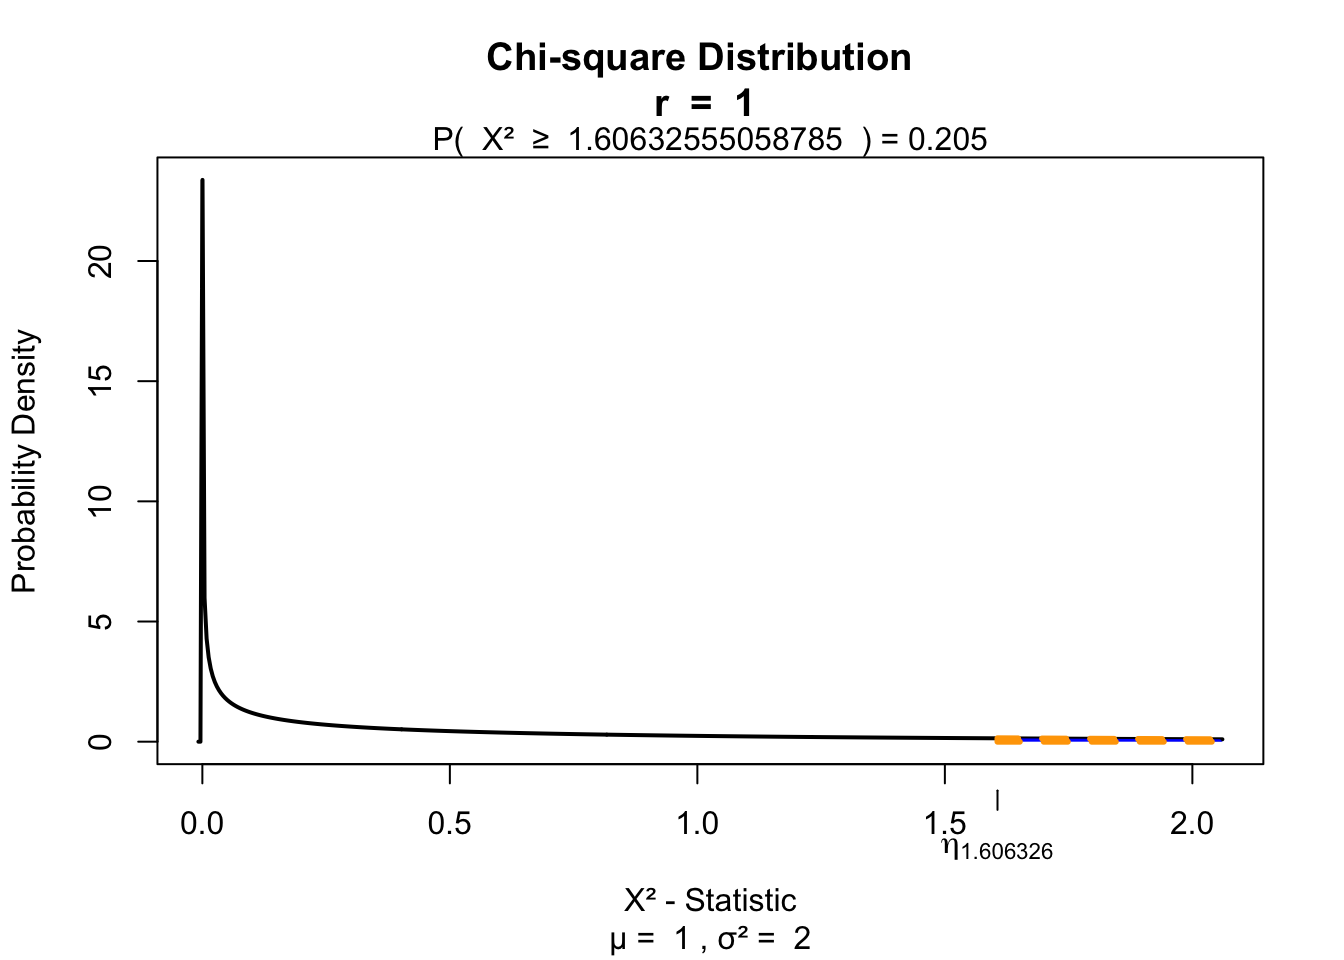 Chi-square Distribution
r = 1
P( X² ≥ 1.60632555058785 ) = 0.205
Probability Density
20
15
10
5
0
0.0 0.5 1.0 1.5 2.0
η1.606326
X² - Statistic
μ = 1 , σ² = 2